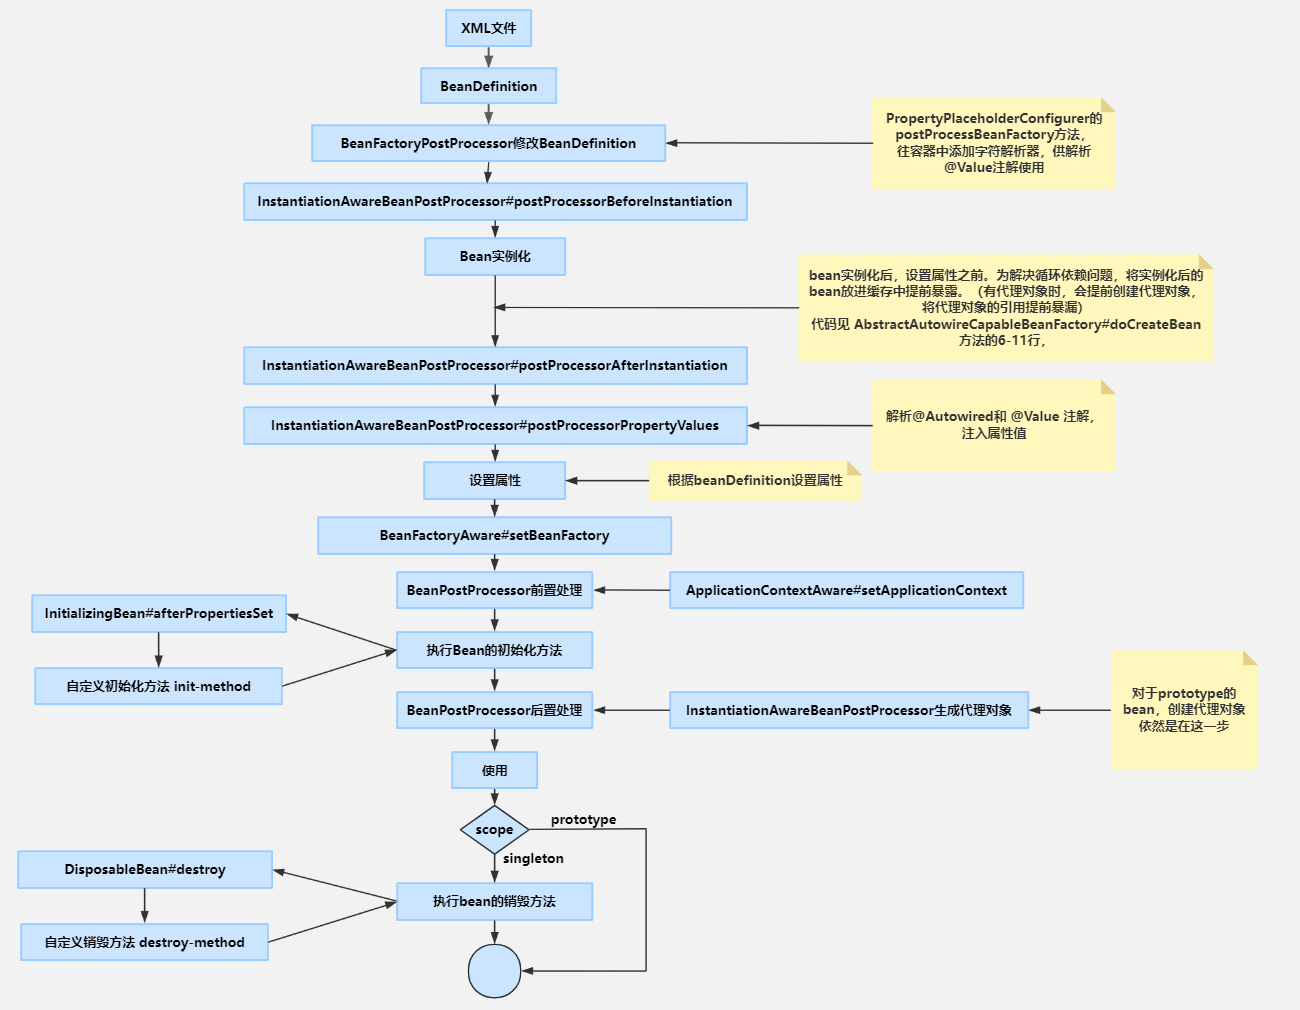 XML文件
BeanDefinition
BeanFactoryPostProcessor修改BeanDefinition
PropertyPlaceholderConfigurer的
postProcessBeanFactory方法，
往容器中添加字符解析器，供解析
@Value注解使用
InstantiationAwareBeanPostProcessor#postProcessorBeforeInstantiation
Bean实例化
bean实例化后，设置属性之前。为解决循环依赖问题，将实例化后的
bean放进缓存中提前暴露。（有代理对象时，会提前创建代理对象，
将代理对象的引用提前暴漏）
代码见 AbstractAutowireCapableBeanFactory#doCreateBean
方法的6-11行，
InstantiationAwareBeanPostProcessor#postProcessorAfterInstantiation
InstantiationAwareBeanPostProcessor#postProcessorPropertyValues
解析@Autowired和 @Value 注解，
注入属性值
设置属性
根据beanDefinition设置属性
BeanFactoryAware#setBeanFactory
BeanPostProcessor前置处理
ApplicationContextAware#setApplicationContext
InitializingBean#afterPropertiesSet
执行Bean的初始化方法
自定义初始化方法 init-method
BeanPostProcessor后置处理
InstantiationAwareBeanPostProcessor生成代理对象
对于prototype的
bean，创建代理对象
依然是在这一步
使用
scope
prototype
singleton
DisposableBean#destroy
执行bean的销毁方法
自定义销毁方法 destroy-method